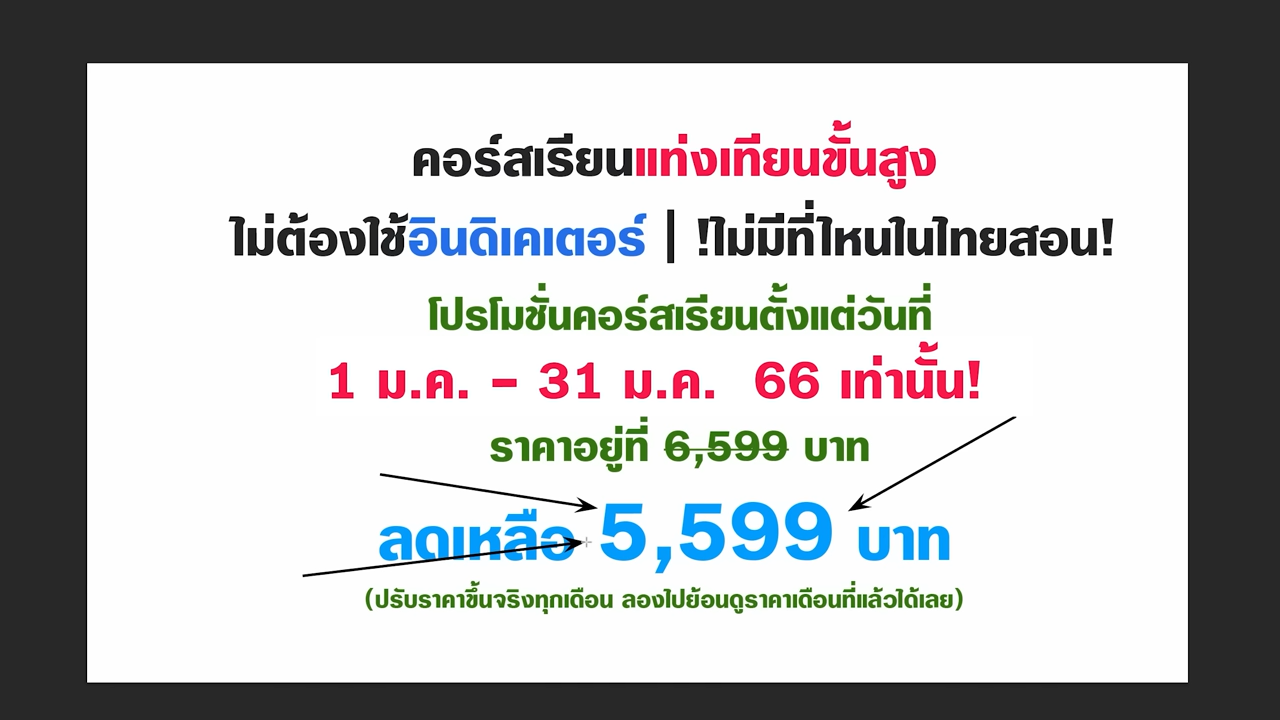 คอร์สเรียนแท่งเทียนขั้นสูง
ไม่ต้องใช้อินดิเคเตอร์ | !ไม่มีที่ไหนในไทยสอน!
โปรโมชั่นคอร์สเรียนตั้งแต่วันที่
1 ม.ค. – 31 ม.ค. 66 เท่านั้น!
ราคาอยู่ที่ 6,599 บาท
ลดเหลือ 5,599 บาท
(ปรับราคาขึ้นจริงทุกเดือน ลองไปย้อนดูราคาเดือนที่แล้วได้เลย)